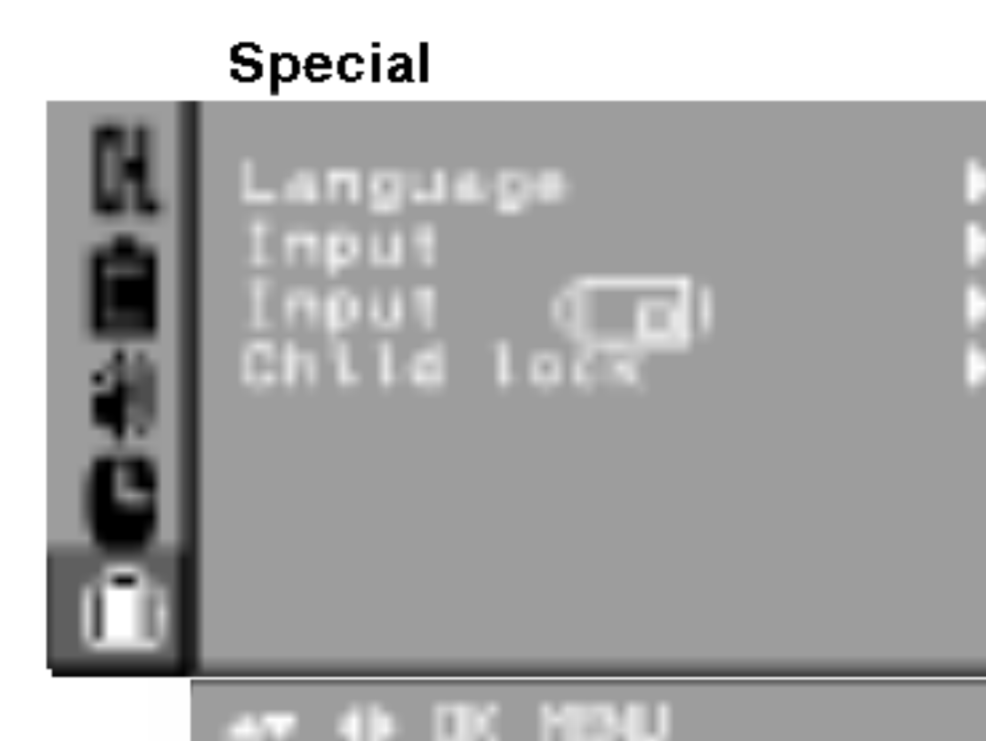 Special
Language
Input
Input
Child lock
OK MENU